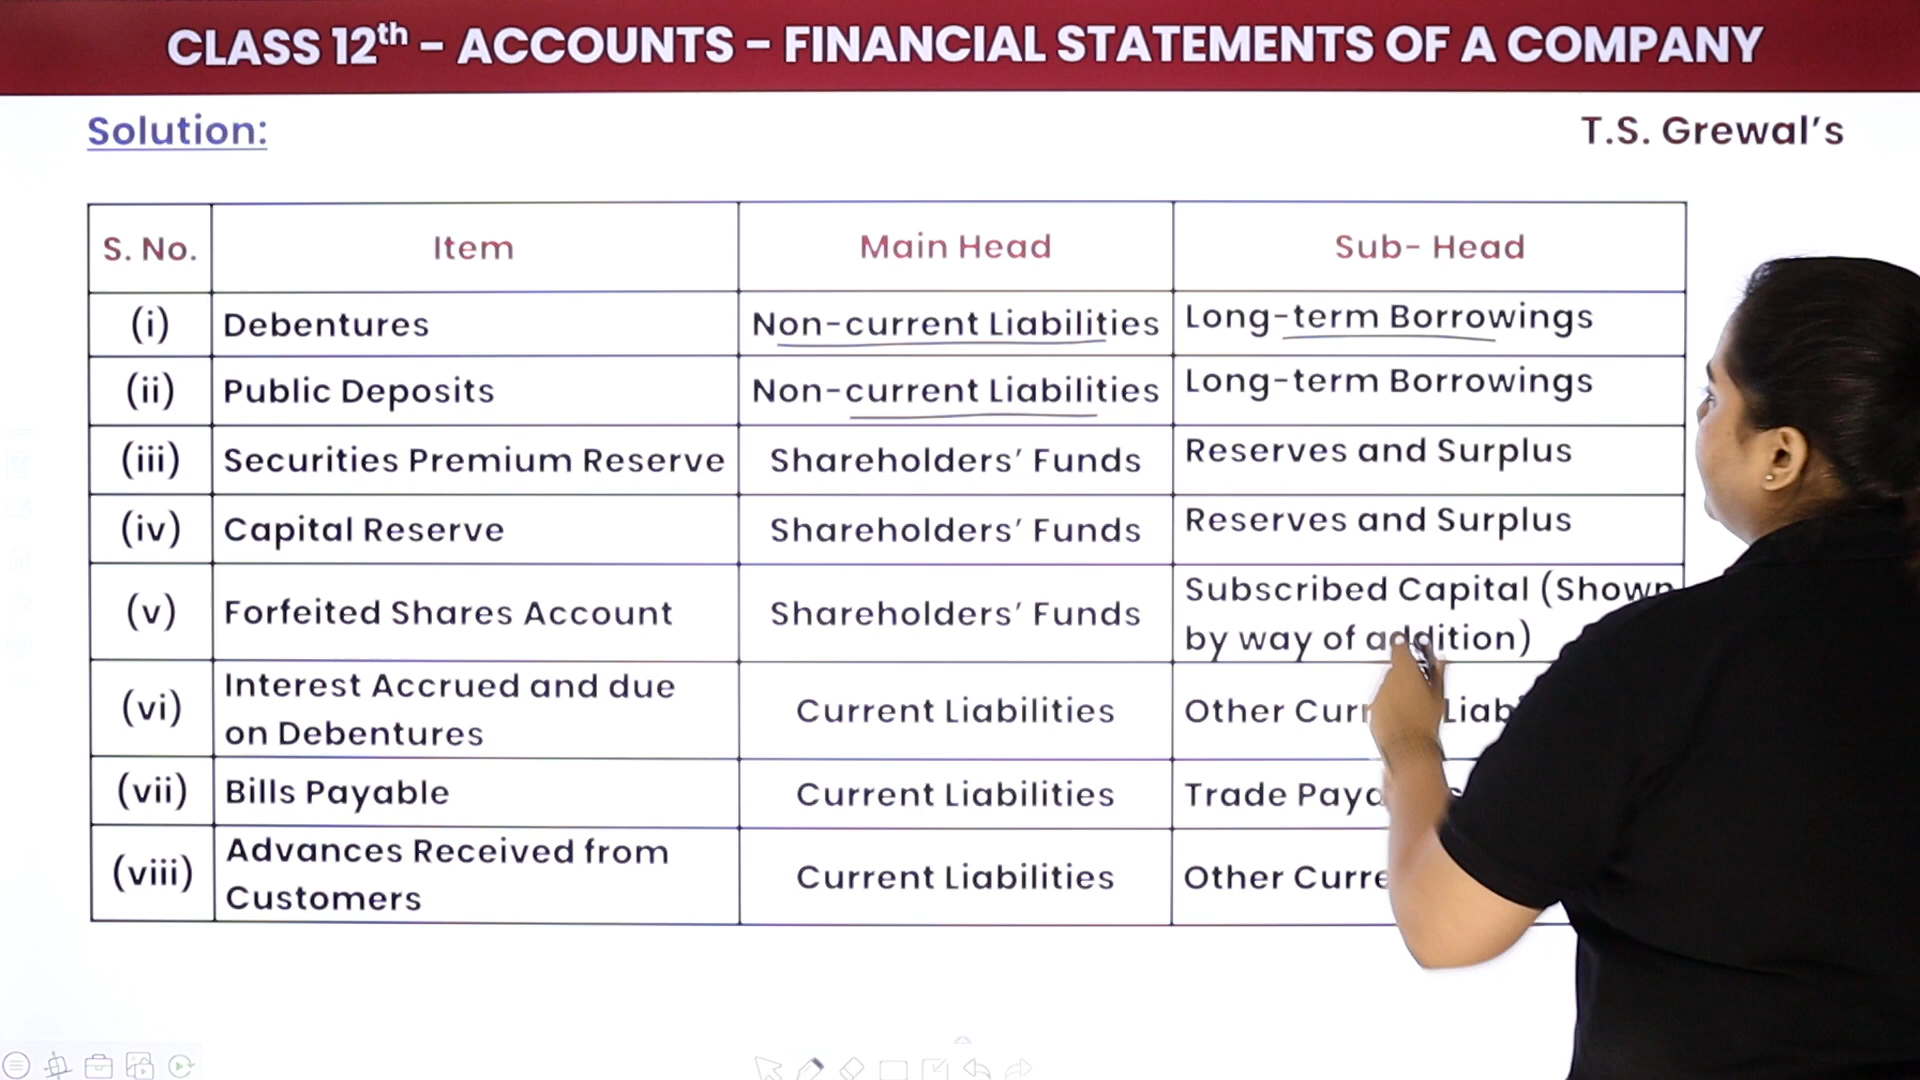 CLASS 12th – ACCOUNTS – FINANCIAL STATEMENTS OF A COMPANY
Solution:
T.S. Grewal's
S. No. Item Main Head Sub- Head
(i) Debentures Non-current Liabilities Long-term Borrowings
(ii) Public Deposits Non-current Liabilities Long-term Borrowings
(iii) Securities Premium Reserve Shareholders' Funds Reserves and Surplus
(iv) Capital Reserve Shareholders' Funds Reserves and Surplus
(v) Forfeited Shares Account Shareholders' Funds Subscribed Capital (Shown
by way of addition)
(vi) Interest Accrued and due
on Debentures Current Liabilities Other
(vii) Bills Payable Current Liabilities Trade
(viii) Advances Received from
Customers Current Liabilities Other